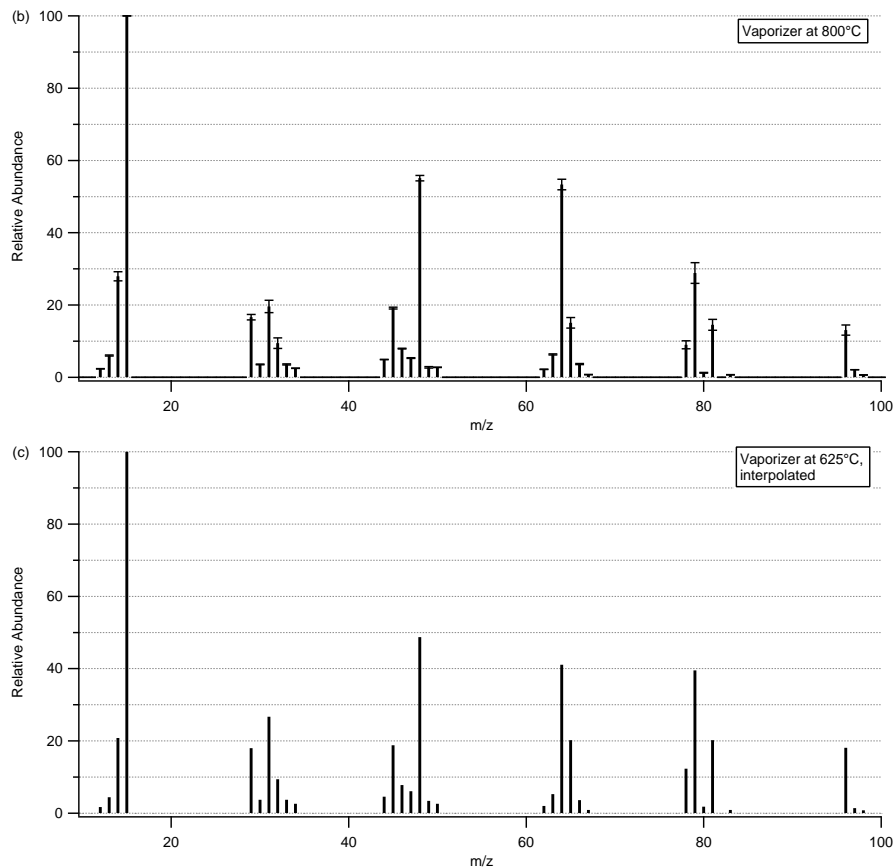 (b)
Vaporizer at 800°C
100
80
60
40
20
0
Relative Abundance
20 40 60 80 100
m/z
(c)
Vaporizer at 625°C,
interpolated
100
80
60
40
20
0
Relative Abundance
20 40 60 80 100
m/z